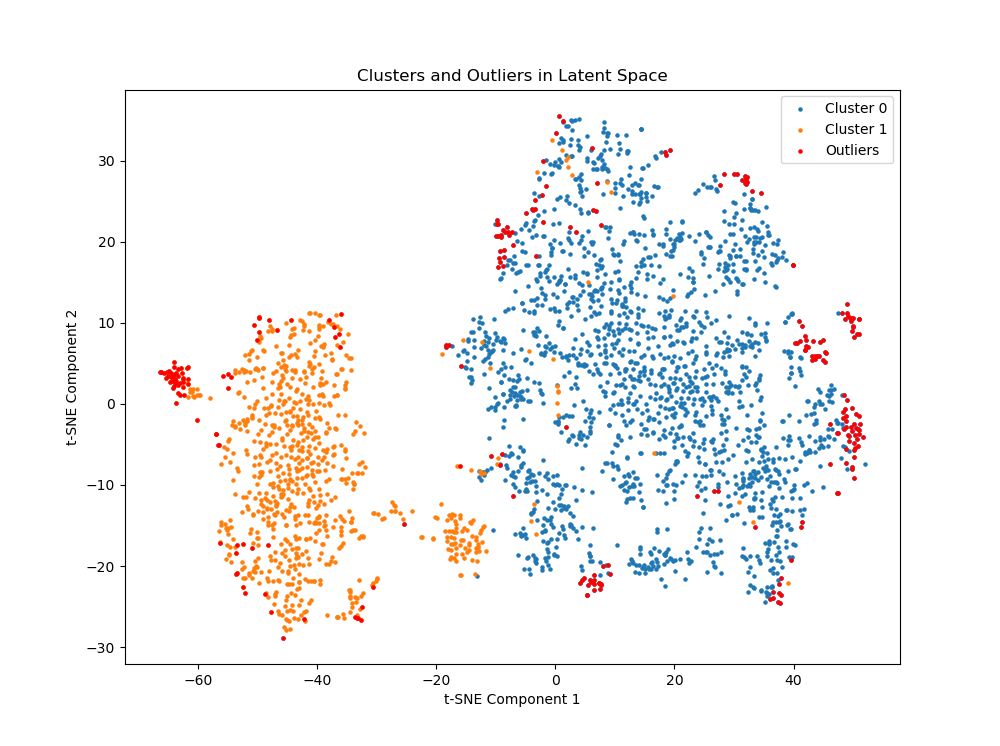 Clusters and Outliers in Latent Space
Cluster 0
Cluster 1
Outliers
t-SNE Component 2
30
20
10
0
−10
−20
−30
−60
−40
−20
0
20
40
t-SNE Component 1